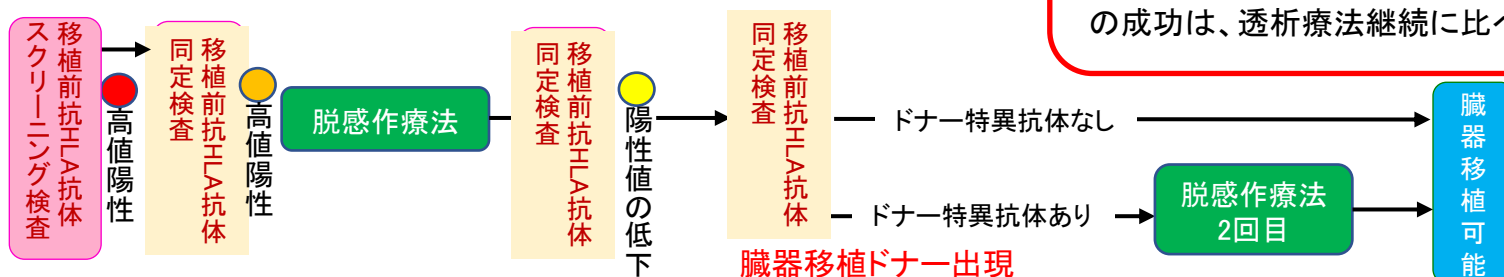 の成功は、透析療法継続に比べ
移植前抗HLA抗体
スクリーニング検査
高値陽性
移植前抗HLA抗体
同定検査
高値陽性
脱感作療法
移植前抗HLA抗体
同定検査
陽性値の低下
移植前抗HLA抗体
同定検査
臓器移植ドナー出現
ドナー特異抗体なし
ドナー特異抗体あり
脱感作療法
2回目
臓器移植可能